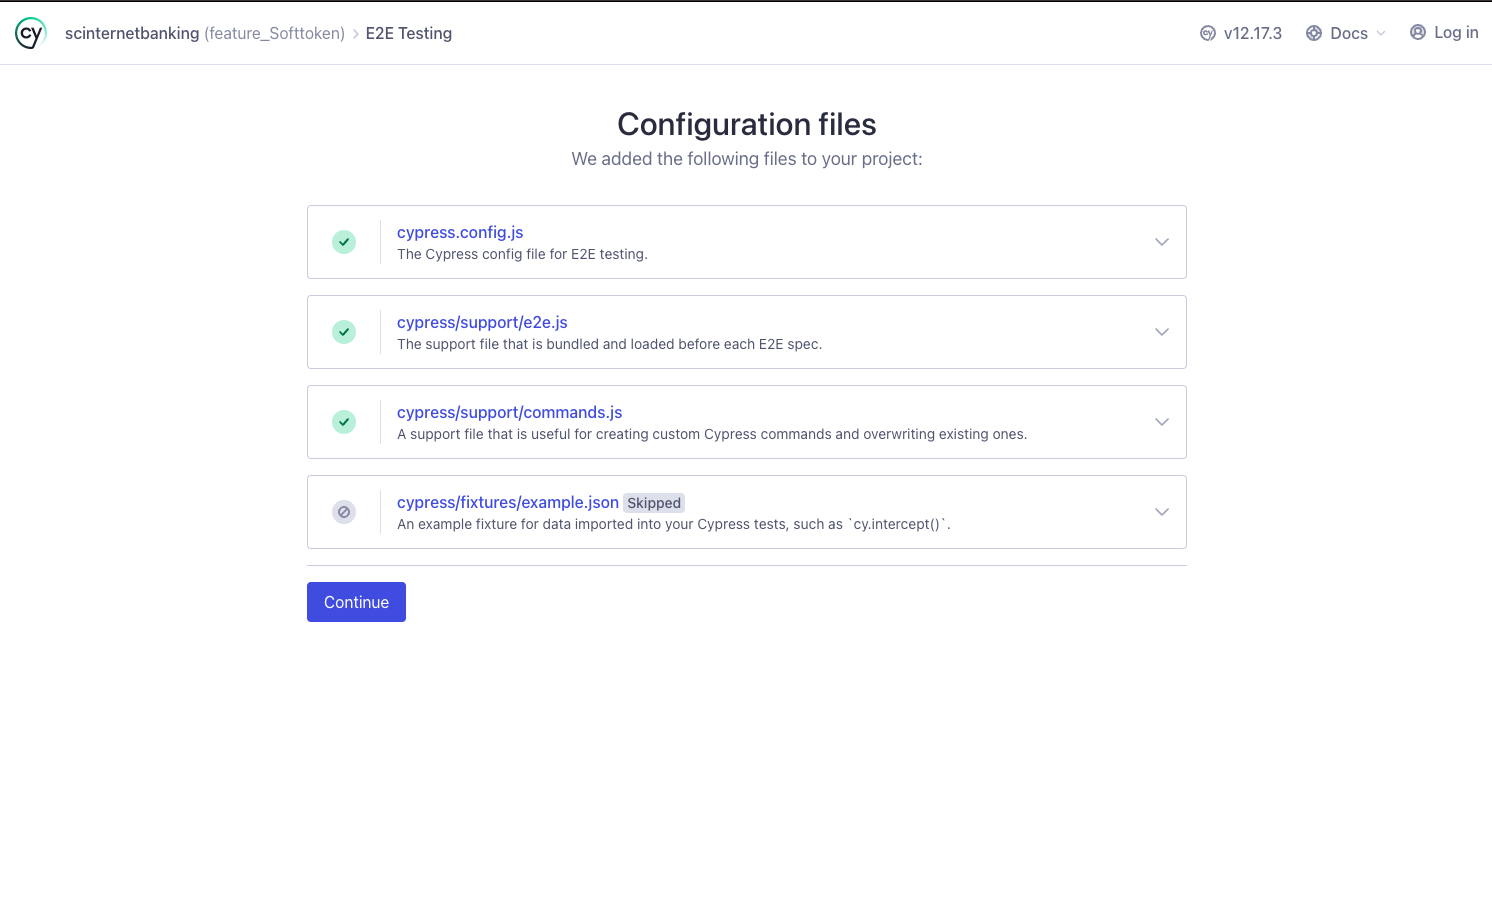 cy scinternetbanking (feature_Softtoken) > E2E Testing cy v12.17.3 Docs Log in
Configuration files
We added the following files to your project:
cypress.config.js
The Cypress config file for E2E testing.
cypress/support/e2e.js
The support file that is bundled and loaded before each E2E spec.
cypress/support/commands.js
A support file that is useful for creating custom Cypress commands and overwriting existing ones.
cypress/fixtures/example.json Skipped
An example fixture for data imported into your Cypress tests, such as `cy.intercept()`.
Continue